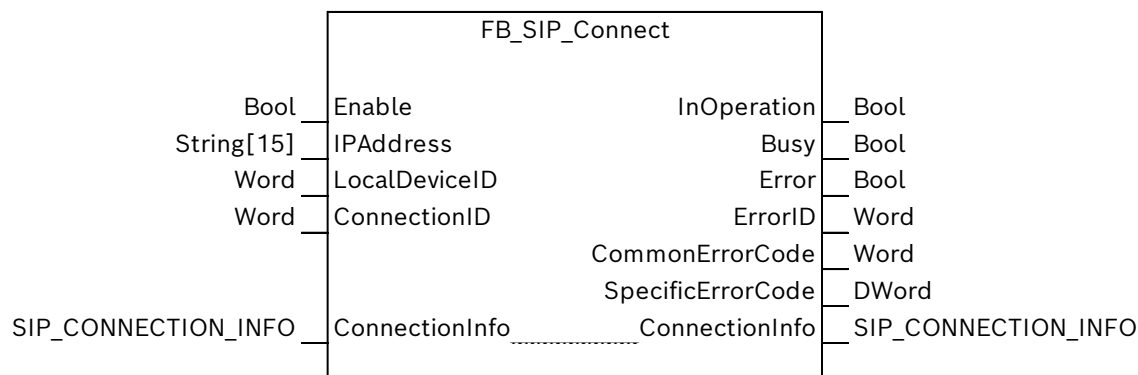 FB_SIP_Connect
Bool Enable InOperation Bool
String[15] IPAddress Busy Bool
Word LocalDeviceID Error Bool
Word ConnectionID ErrorID Word
CommonErrorCode Word
SpecificErrorCode DWord
SIP_CONNECTION_INFO ConnectionInfo ConnectionInfo SIP_CONNECTION_INFO